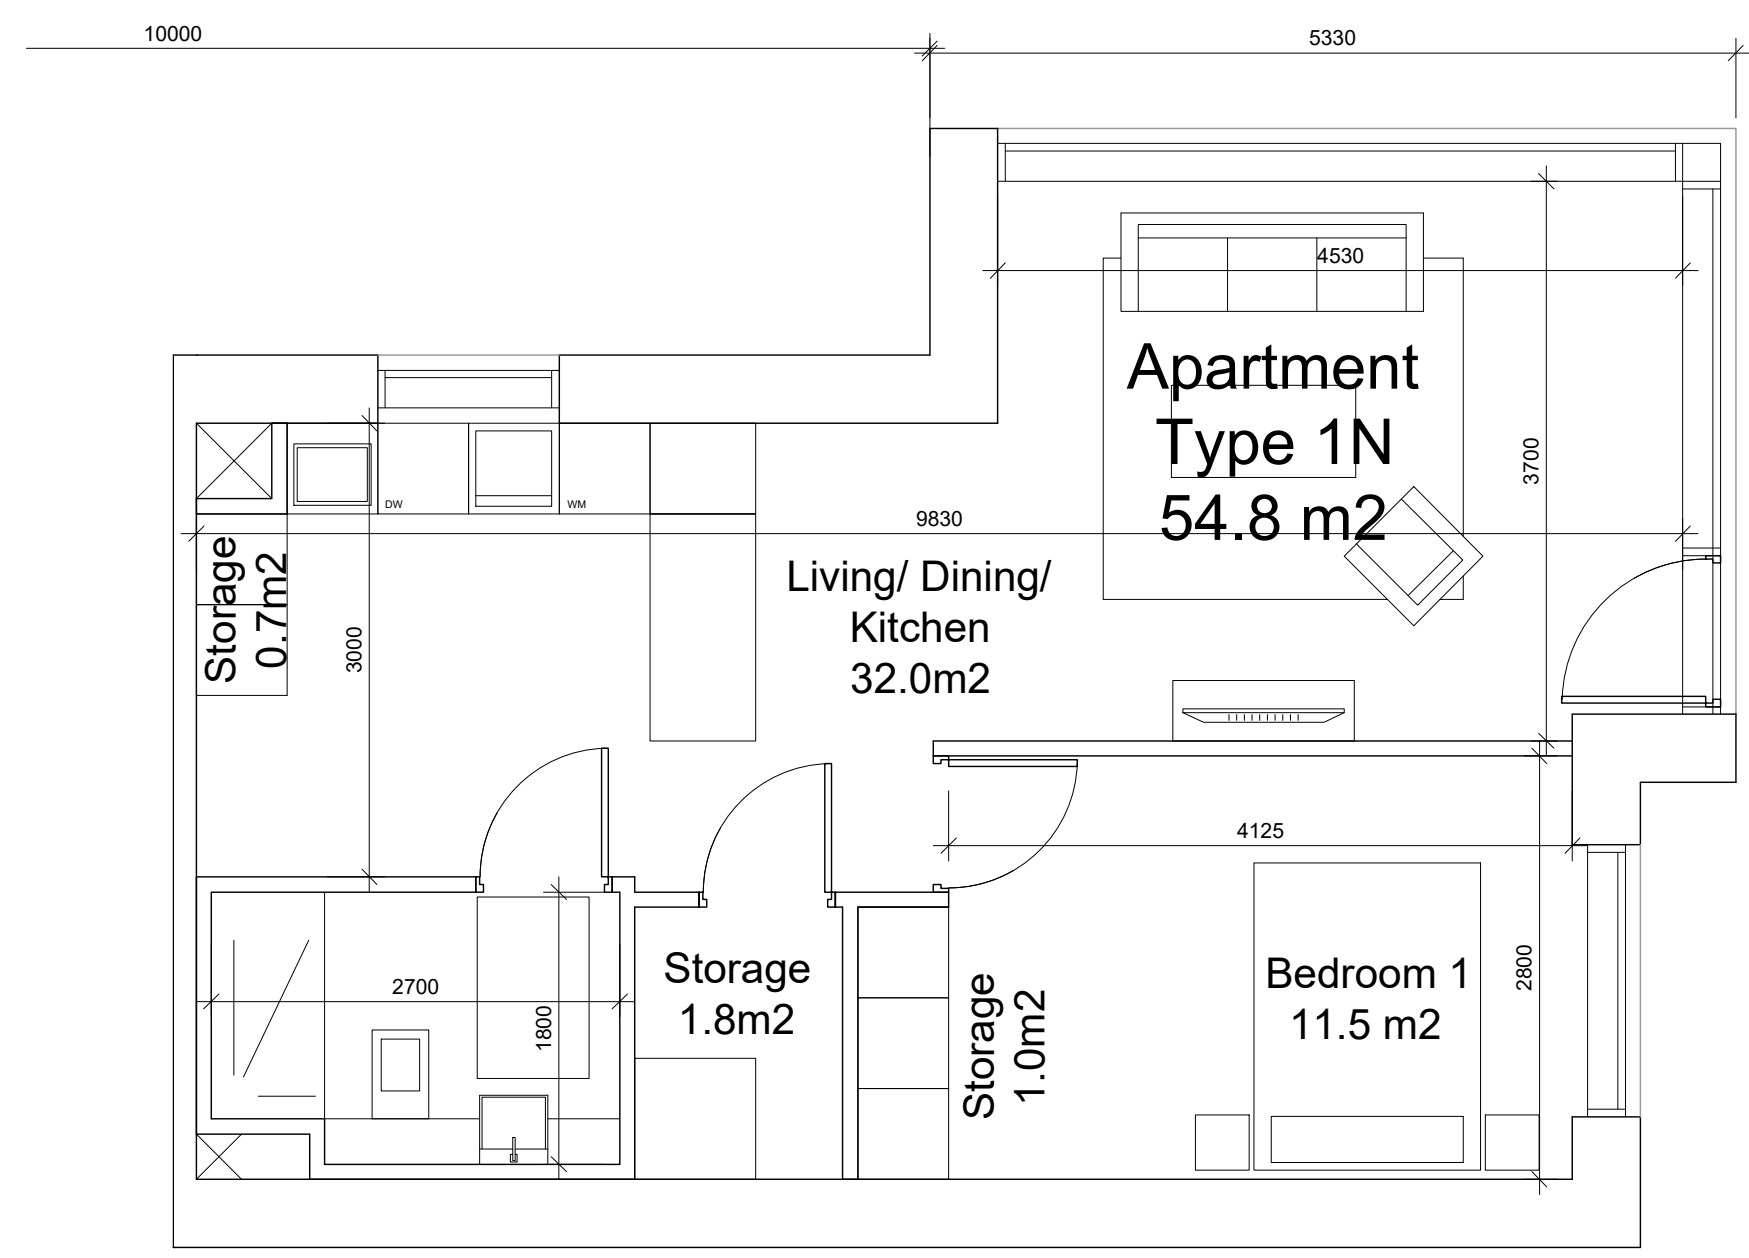 10000
5330
4530
Apartment
Type 1N
54.8 m2
3700
DW
WM
9830
Storage
0.7m2
3000
Living/ Dining/
Kitchen
32.0m2
4125
2700
1800
Storage
1.8m2
Storage
1.0m2
Bedroom 1
11.5 m2
2800